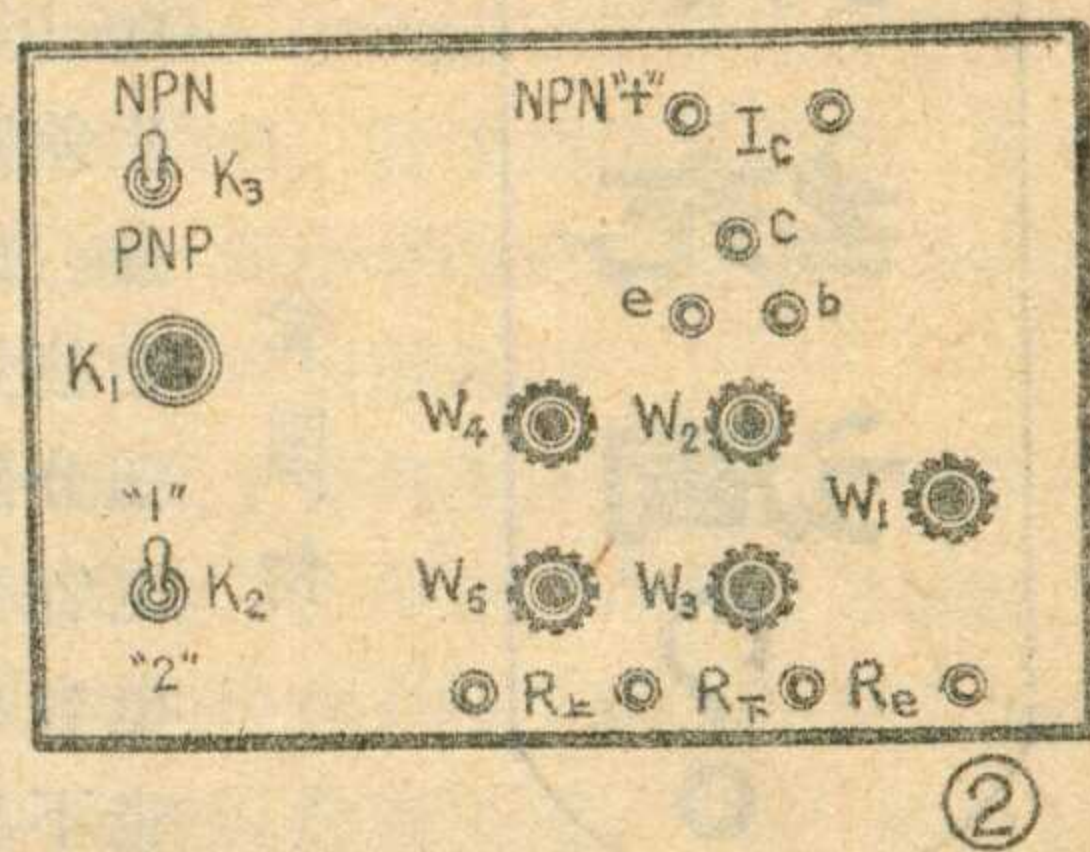 NPN
K₃
PNP
K₁
"1"
K₂
"2"
NPN"+"
I꜀
C
e
b
W₄
W₂
W₁
W₅
W₃
R上
R下
Rₑ
②